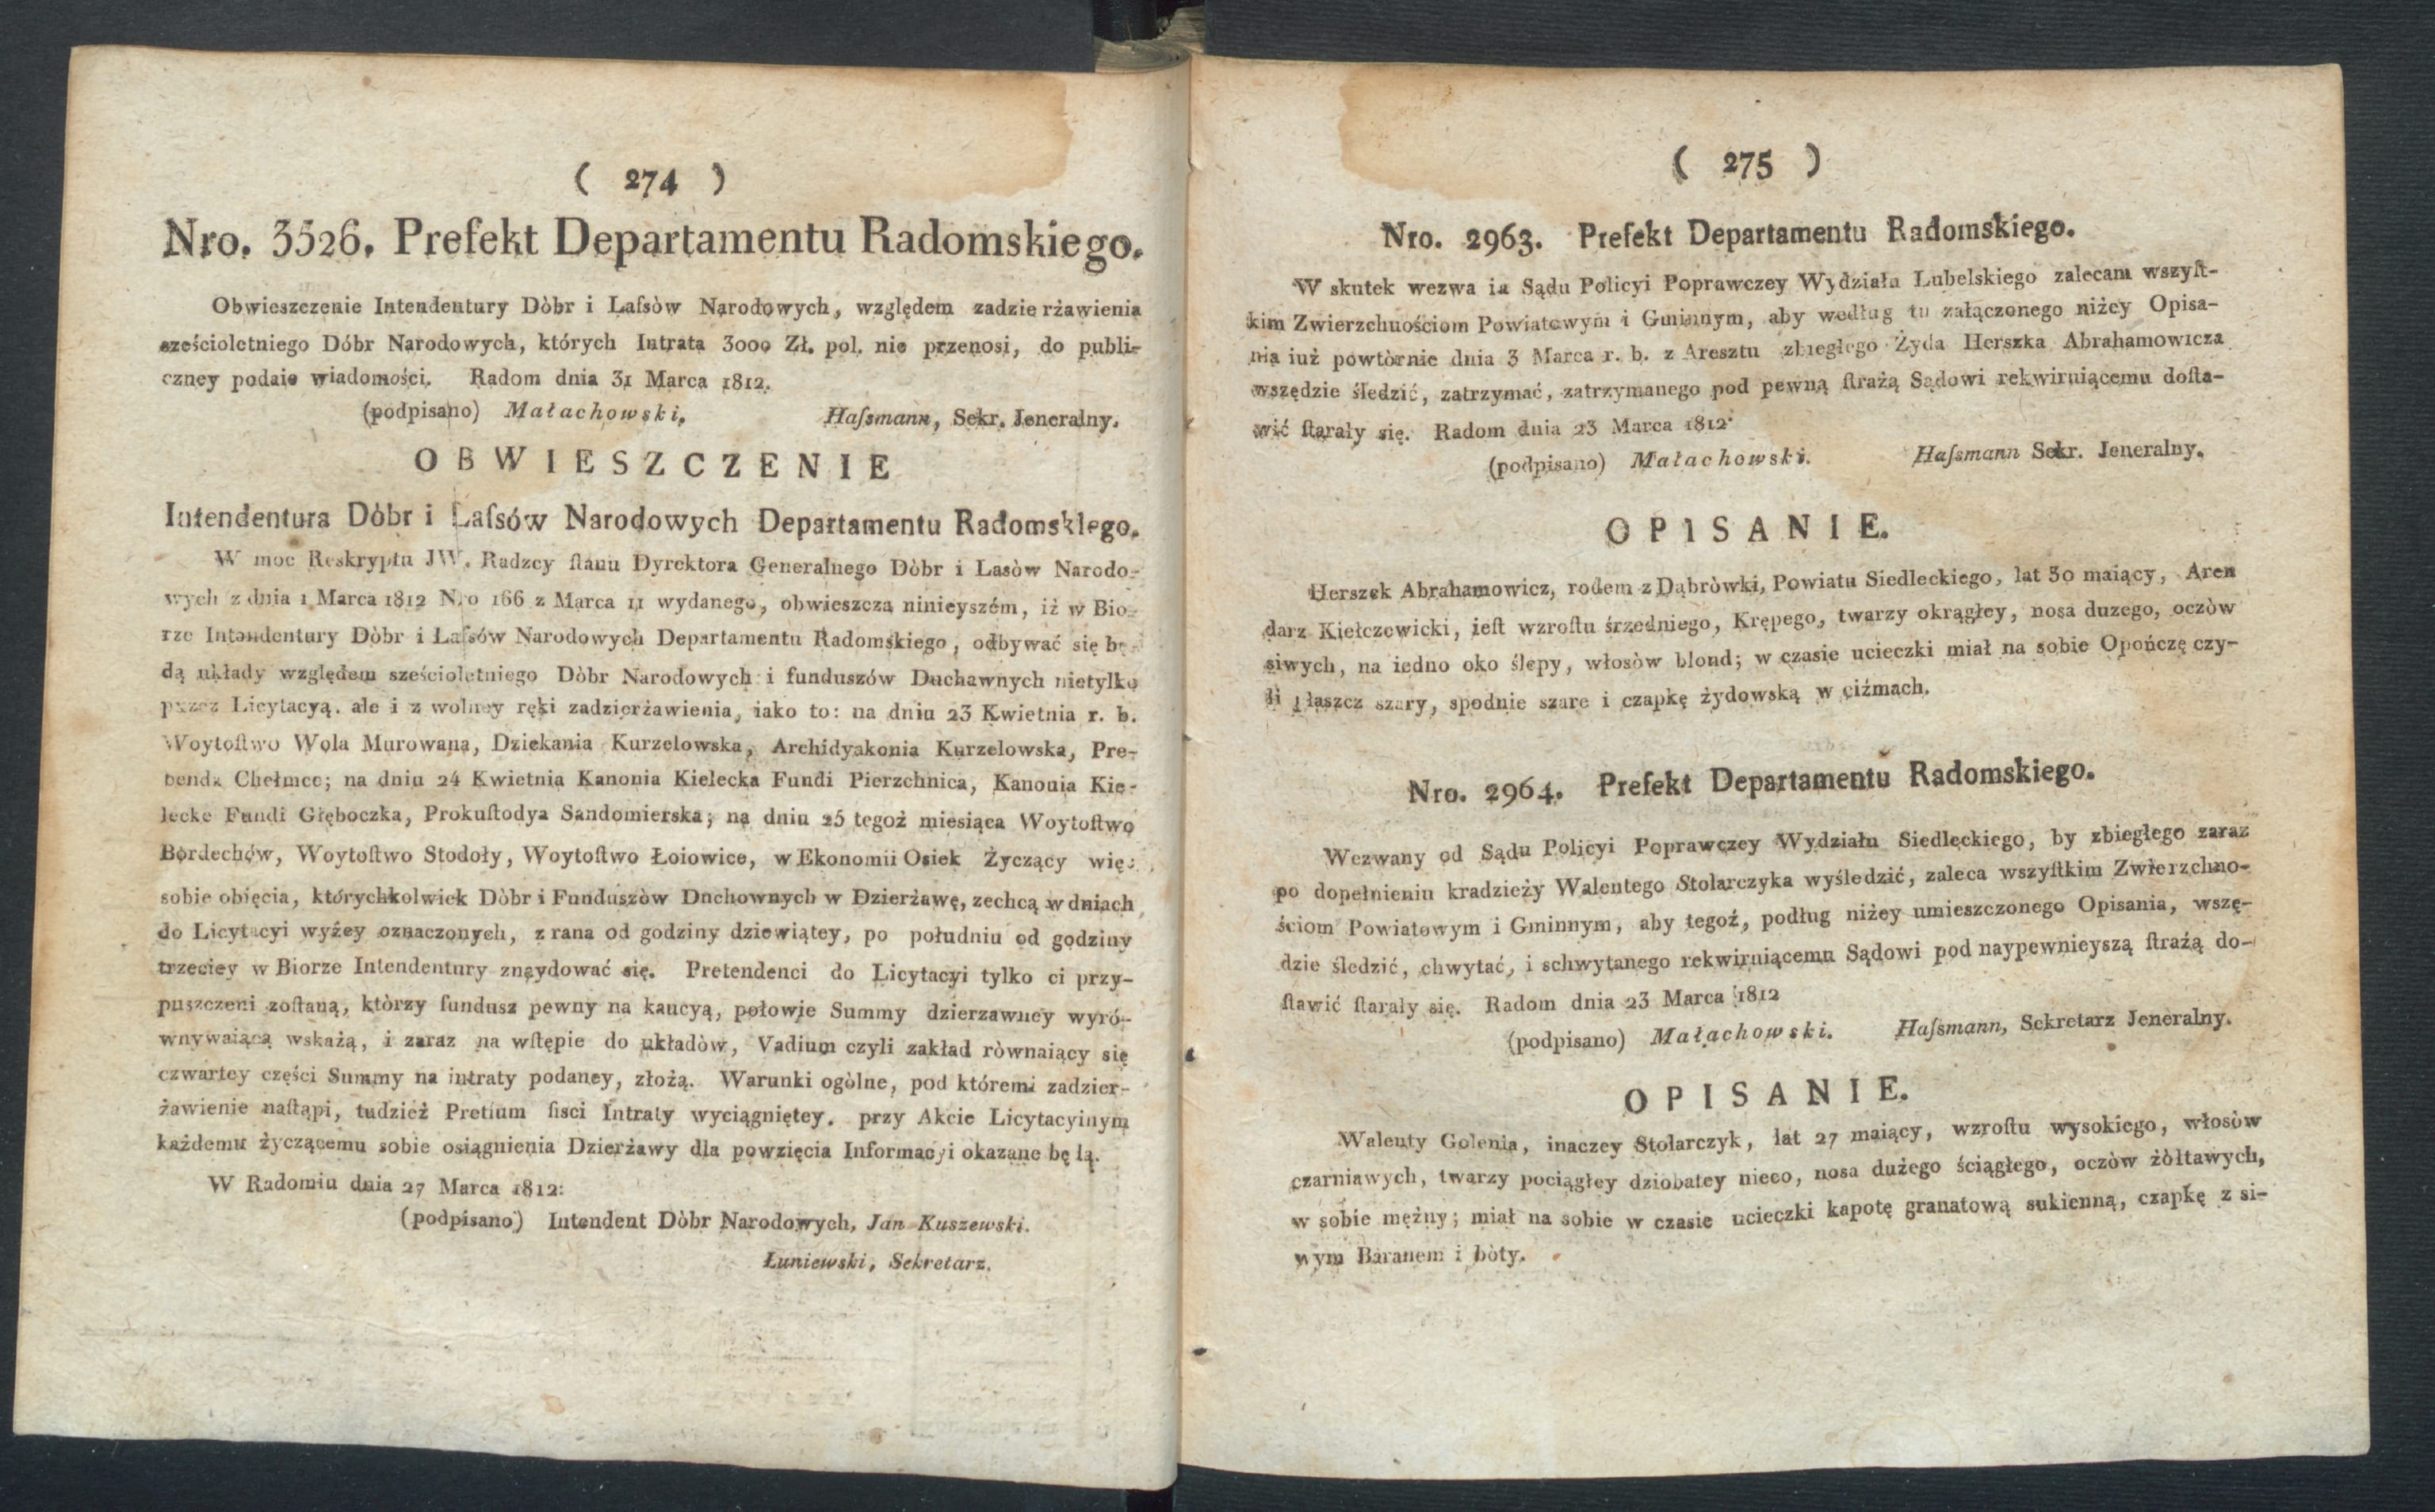 ( 274 )
Nro. 3526. Prefekt Departamentu Radomskiego.
Obwieszczenie Intendentury Dòbr i Laſsòw Narodowych, względem zadzierżawienia
sześcioletniego Dóbr Narodowych, których Intrata 3000 Zł. pol. nie przenosi, do publi-
czney podaie wiadomości. Radom dnia 31 Marca 1812.
(podpisano) Małachowski. Haſsmann, Sekr. Jeneralny.
OBWIESZCZENIE
Intendentura Dòbr i Laſsów Narodowych Departamentu Radomskiego.
W moc Reskryptu JW. Radzcy ſtanu Dyrektora Generalnego Dòbr i Lasòw Narodo-
wych z dnia 1 Marca 1812 Nro 166 z Marca 11 wydanego, obwieszcza ninieyszém, iż w Bio-
rze Intendentury Dòbr i Laſsów Narodowych Departamentu Radomskiego, odbywać się bę-
dą układy względem sześcioletniego Dòbr Narodowych i funduszów Duchawnych nietylko
przez Licytacyą. ale i z wolney ręki zadzierżawienia, iako to: na dniu 23 Kwietnia r. b.
Woytoſtwo Wola Murowana, Dziekania Kurzelowska, Archidyakonia Kurzelowska, Pre-
benda Chełmce; na dniu 24 Kwietnia Kanonia Kielecka Fundi Pierzchnica, Kanonia Kie-
lecke Fundi Głęboczka, Prokuſtodya Sandomierska; na dniu 25 tegoż miesiąca Woytoſtwo
Bordechów, Woytoſtwo Stodoły, Woytoſtwo Łoiowice, w Ekonomii Osiek Życzący więc
sobie obięcia, którychkolwiek Dòbr i Funduszòw Duchownych w Dzierżawę, zechcą w dniach
do Licytacyi wyżey oznaczonych, z rana od godziny dziewiątey, po południu od godziny
trzeciey w Biorze Intendentury znaydować się. Pretendenci do Licytacyi tylko ci przy-
puszczeni zoſtaną, którzy fundusz pewny na kaucyą, połowie Summy dzierzawney wyró-
wnywaiącą wskażą, i zaraz na wſtępie do układòw, Vadium czyli zakład równaiący się
czwartey części Summy na intraty podaney, złożą. Warunki ogòlne, pod któremi zadzier-
żawienie naſtąpi, tudzież Pretium fisci Intraty wyciągniętey. przy Akcie Licytacyinym
każdemu życzącemu sobie osiągnienia Dzierżawy dla powzięcia Informacyi okazane będą.
W Radomiu dnia 27 Marca 1812:
(podpisano) Intendent Dòbr Narodowych, Jan Kuszewski.
Łuniewski, Sekretarz.
( 275 )
Nro. 2963. Prefekt Departamentu Radomskiego.
W skutek wezwa ia Sądu Policyi Poprawczey Wydziału Lubelskiego zalecam wszyſt-
kim Zwierzchnościom Powiatowym i Gminnym, aby według tu załączonego niżey Opisa-
nia iuż powtòrnie dnia 3 Marca r. b. z Aresztu zbiegłego Żyda Herszka Abrahamowicza
wszędzie śledzić, zatrzymać, zatrzymanego pod pewną ſtrażą Sądowi rekwiruiącemu doſta-
wić ſtarały się. Radom dnia 23 Marca 1812
(podpisano) Małachowski. Haſsmann Sekr. Jeneralny.
OPISANIE.
Herszek Abrahamowicz, rodem z Dąbròwki, Powiatu Siedleckiego, lat 30 maiący, Aren
darz Kiełczewicki, ieſt wzroſtu śrzedniego, Krępego, twarzy okrągłey, nosa duzego, oczòw
siwych, na iedno oko ślepy, włosòw blond; w czasie ucieczki miał na sobie Opończę czy-
li płaszcz szary, spodnie szare i czapkę żydowską w ciżmach.
Nro. 2964. Prefekt Departamentu Radomskiego.
Wezwany od Sądu Policyi Poprawczey Wydziału Siedleckiego, by zbiegłego zaraz
po dopełnieniu kradzieży Walentego Stolarczyka wyśledzić, zaleca wszyſtkim Zwierzchno-
ściom Powiatowym i Gminnym, aby tegoż, podług niżey umieszczonego Opisania, wszę-
dzie śledzić, chwytać, i schwytanego rekwiruiącemu Sądowi pod naypewnieyszą ſtrażą do-
ſtawić ſtarały się. Radom dnia 23 Marca 1812
(podpisano) Małachowski. Haſsmann, Sekretarz Jeneralny.
OPISANIE.
Walenty Golenia, inaczey Stolarczyk, lat 27 maiący, wzroſtu wysokiego, włosòw
czarniawych, twarzy pociągłey dziobatey nieco, nosa dużego ściągłego, oczòw żòłtawych,
w sobie mężny; miał na sobie w czasie ucieczki kapotę granatową sukienną, czapkę z si-
wym Baranem i bòty.